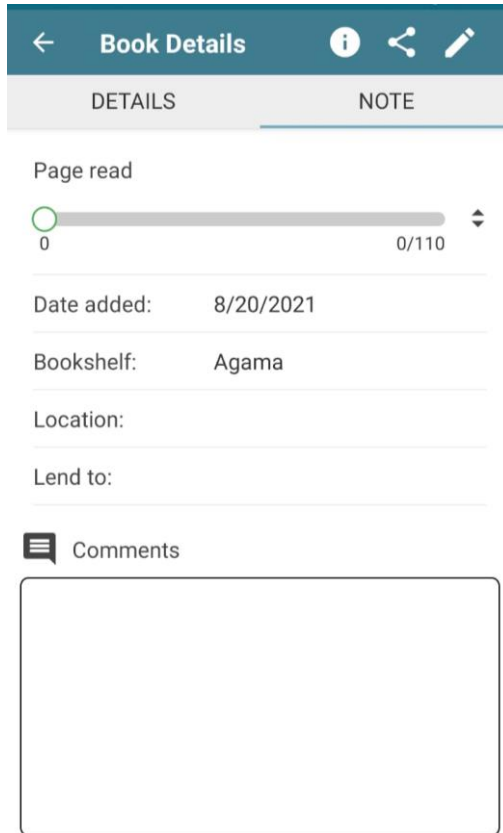 Book Details
DETAILS NOTE
Page read
0 0/110
Date added: 8/20/2021
Bookshelf: Agama
Location:
Lend to:
Comments